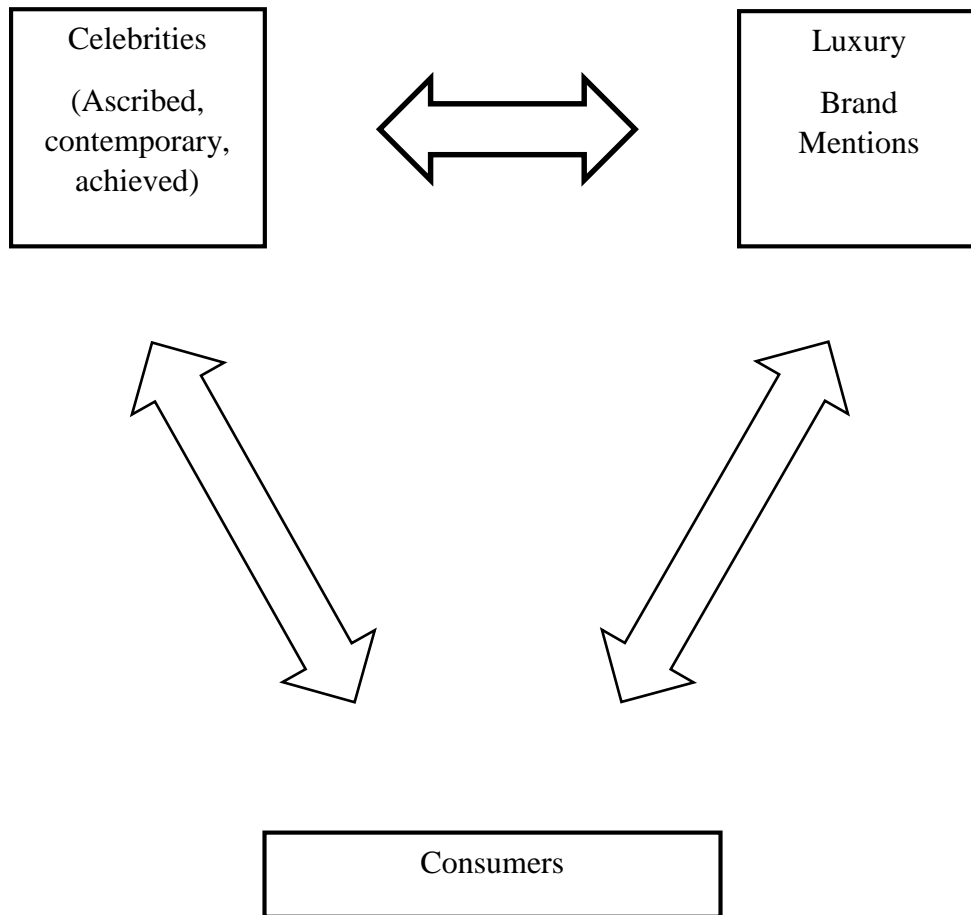 Celebrities
(Ascribed,
contemporary,
achieved)
Luxury
Brand
Mentions
Consumers